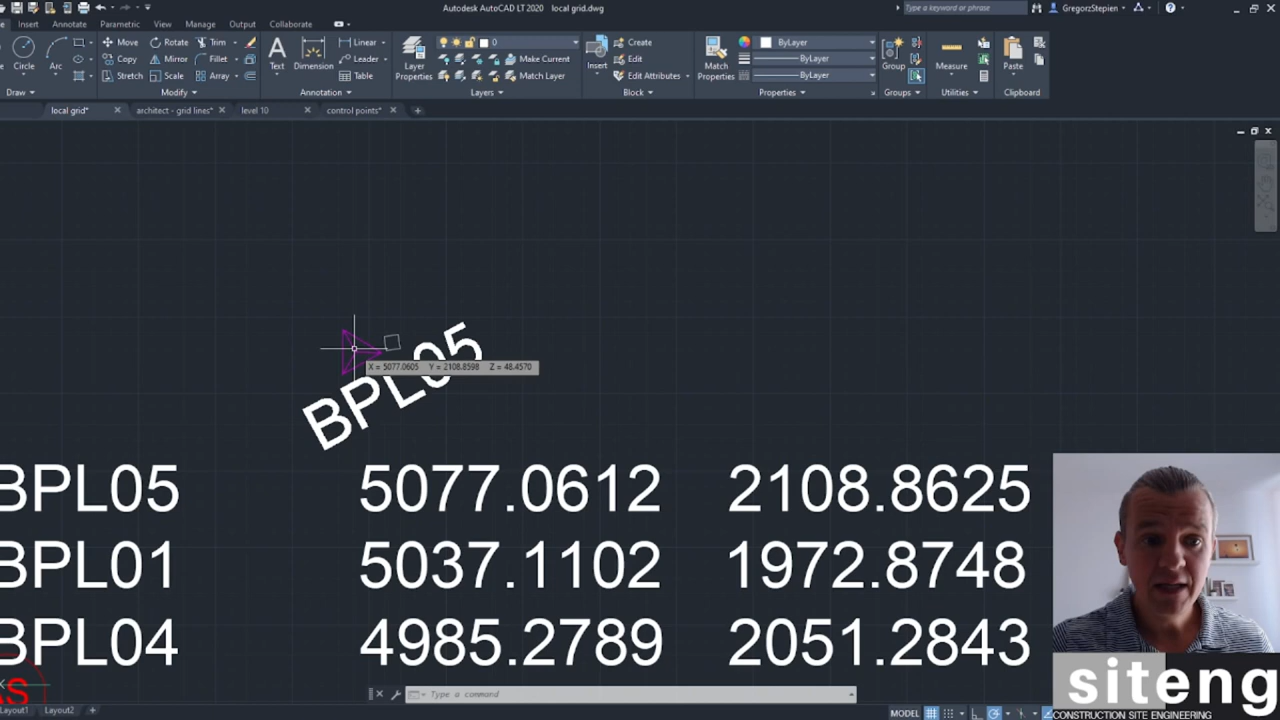 Autodesk AutoCAD LT 2020 local grid.dwg
Type a keyword or phrase
GregorzStepien
Insert Annotate Parametric View Manage Output Collaborate
Move Rotate Trim
Copy Mirror Fillet
Stretch Scale Array
Circle Arc
Text Dimension
Linear
Leader
Table
Layer Properties
0
Make Current
Match Layer
Insert
Create
Edit
Edit Attributes
Match Properties
ByLayer
ByLayer
ByLayer
Group
Measure
Paste
Draw Modify Annotation Layers Block Properties Groups Utilities Clipboard
local grid* architect - grid lines* level 10 control points*
BPL05
X = 5077.0605 Y = 2108.8598 Z = 48.4570
BPL05 5077.0612 2108.8625
BPL01 5037.1102 1972.8748
BPL04 4985.2789 2051.2843
AS
Type a command
Layout1 Layout2
MODEL
siteng
CONSTRUCTION SITE ENGINEERING